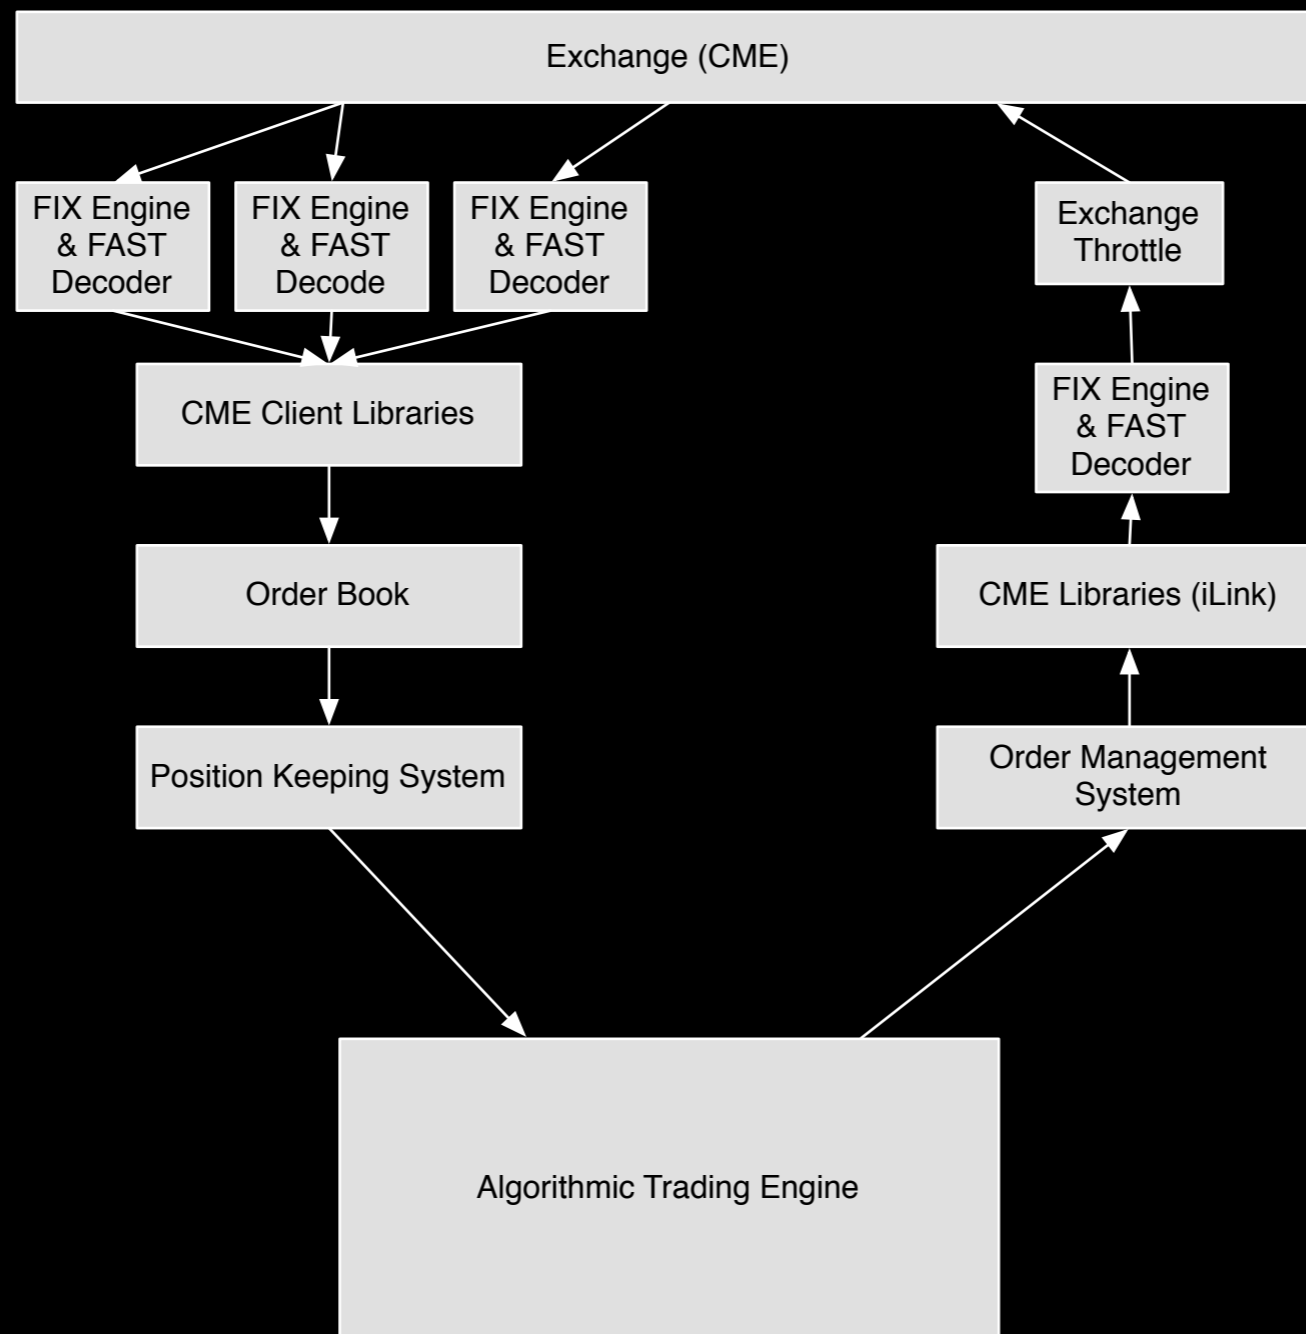 Exchange (CME)
FIX Engine
& FAST
Decoder
FIX Engine
& FAST
Decode
FIX Engine
& FAST
Decoder
Exchange
Throttle
CME Client Libraries
FIX Engine
& FAST
Decoder
Order Book
CME Libraries (iLink)
Position Keeping System
Order Management
System
Algorithmic Trading Engine